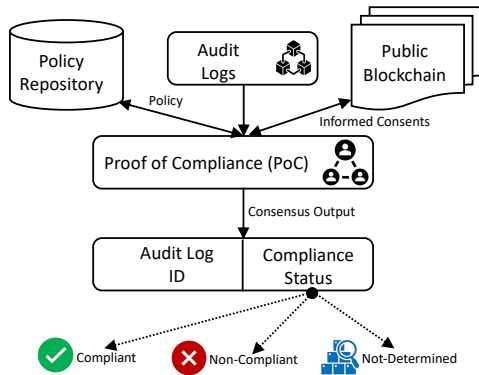 Policy
Repository
Audit
Logs
Public
Blockchain
Policy
Informed Consents
Proof of Compliance (PoC)
Consensus Output
Audit Log
ID
Compliance
Status
Compliant
Non-Compliant
Not-Determined